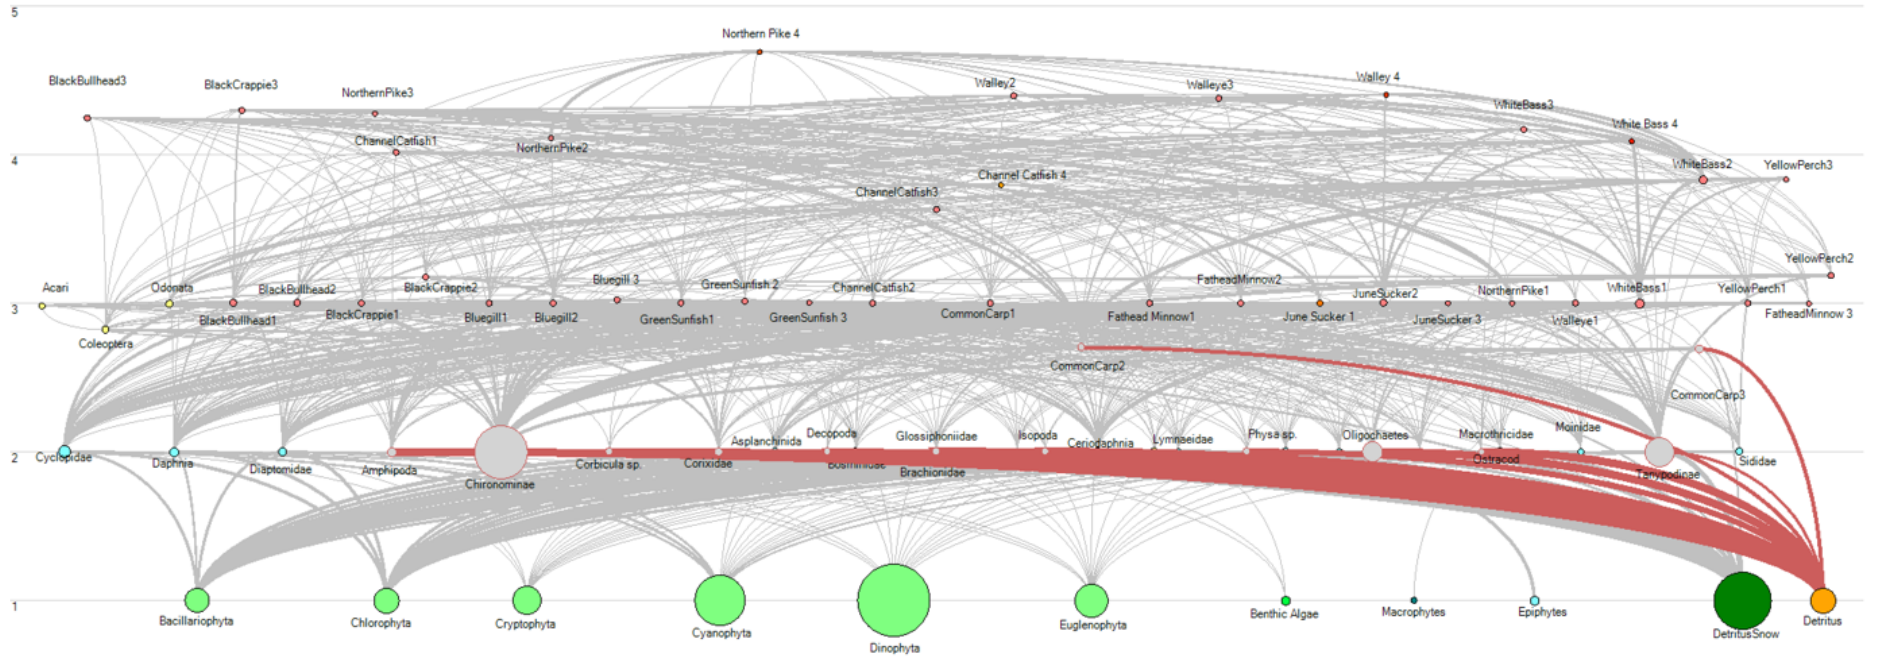 5
Northern Pike 4
BlackBullhead3
BlackCrappie3
NorthernPike3
Walley2
Walleye3
Walley 4
WhiteBass3
White Bass 4
ChannelCatfish1
NorthernPike2
4
WhiteBass2
YellowPerch3
Channel Catfish 4
ChannelCatfish3
YellowPerch2
Acari
Odonata
BlackBullhead2
BlackCrappie2
Bluegill 3
GreenSunfish 2
ChannelCatfish2
FatheadMinnow2
JuneSucker2
NorthernPike1
WhiteBass1
YellowPerch1
3
BlackBullhead1
BlackCrappie1
Bluegill1
Bluegill2
GreenSunfish1
GreenSunfish 3
CommonCarp1
Fathead Minnow1
June Sucker 1
JuneSucker 3
Walleye1
FatheadMinnow 3
Coleoptera
CommonCarp2
CommonCarp3
2
Cyclopidae
Daphnia
Diaptomidae
Amphipoda
Chironominae
Corbicula sp.
Corixidae
Asplanchinida
Decopoda
Bosminidae
Glossiphoniidae
Brachionidae
Isopoda
Ceriodaphnia
Lymnaeidae
Physa sp.
Oligochaetes
Macrothricidae
Ostracod
Moinidae
Tanypodinae
Sididae
1
Bacillariophyta
Chlorophyta
Cryptophyta
Cyanophyta
Dinophyta
Euglenophyta
Benthic Algae
Macrophytes
Epiphytes
DetritusSnow
Detritus